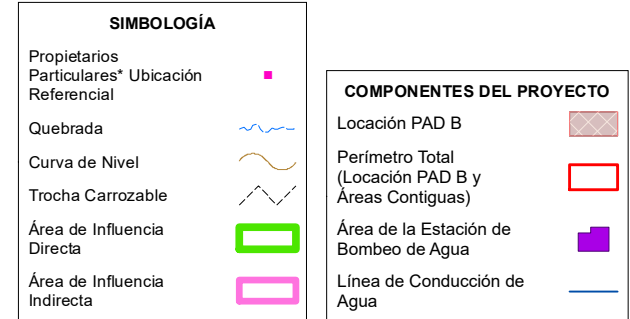 SIMBOLOGÍA
Propietarios
Particulares* Ubicación
Referencial
Quebrada
Curva de Nivel
Trocha Carrozable
Área de Influencia
Directa
Área de Influencia
Indirecta
COMPONENTES DEL PROYECTO
Locación PAD B
Perímetro Total
(Locación PAD B y
Áreas Contiguas)
Área de la Estación de
Bombeo de Agua
Línea de Conducción de
Agua